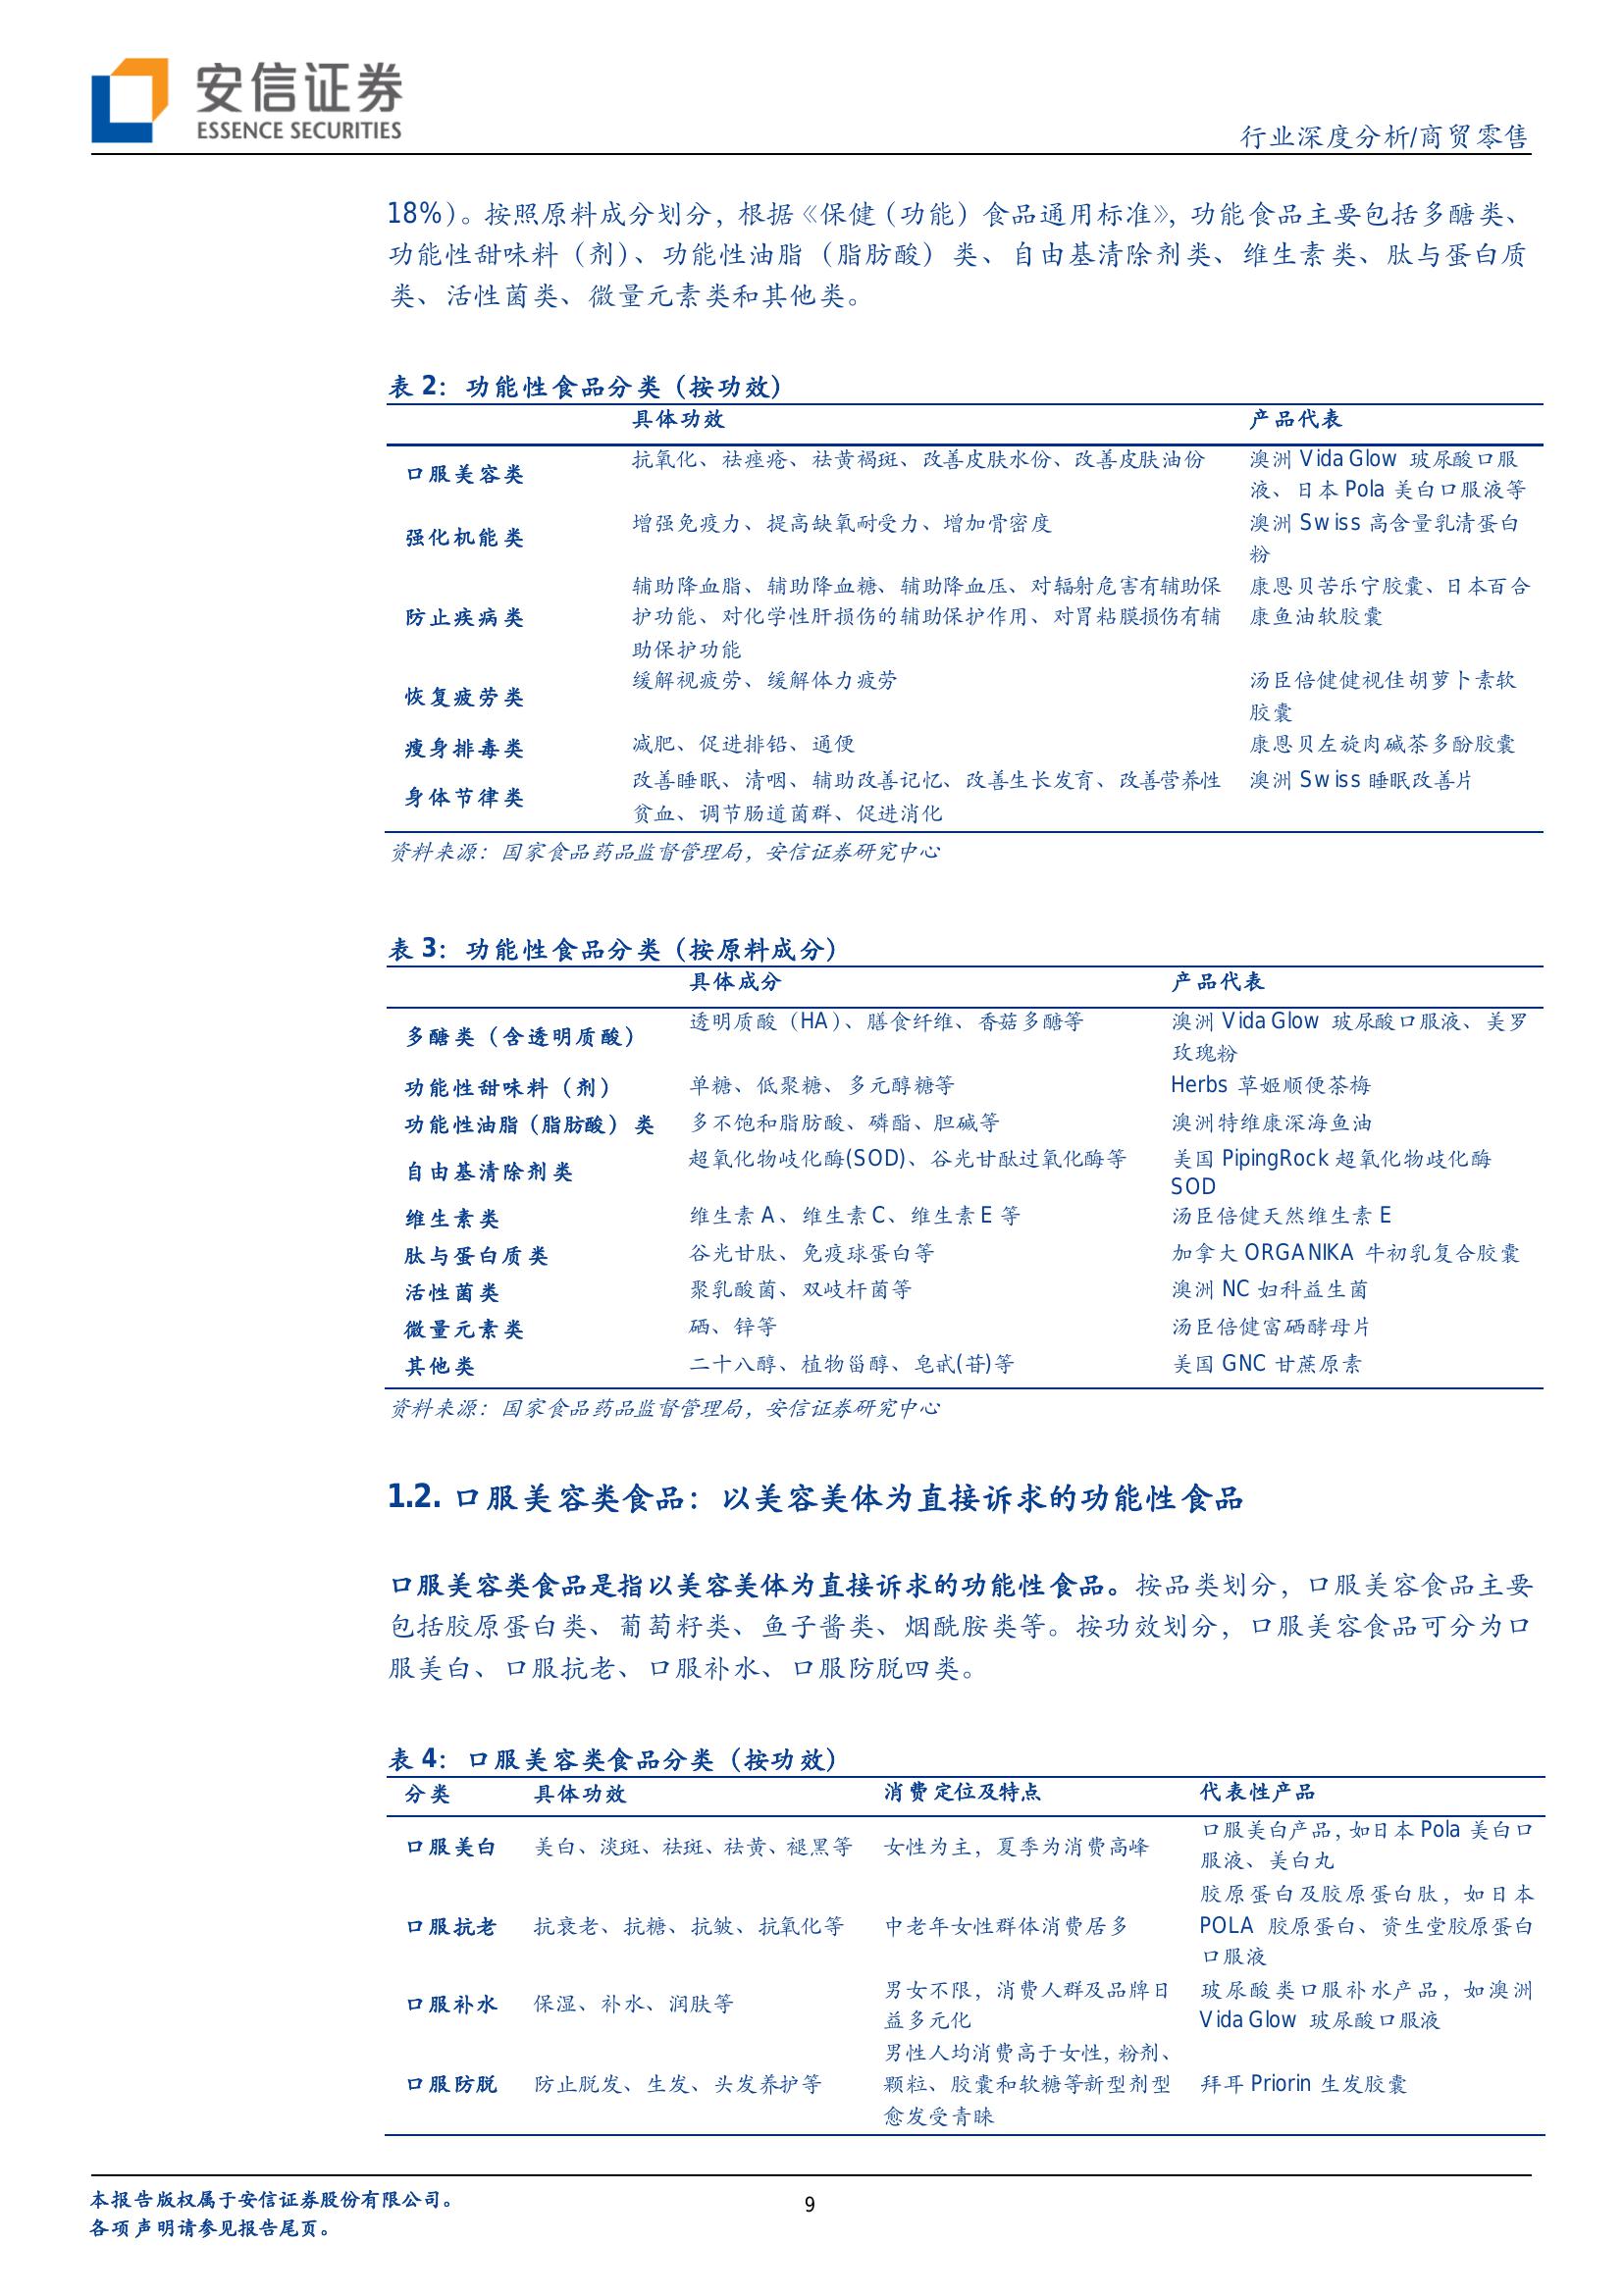 安信证券
ESSENCE SECURITIES
行业深度分析/商贸零售
18%）。按照原料成分划分，根据《保健（功能）食品通用标准》，功能食品主要包括多醣类、
功能性甜味料（剂）、功能性油脂（脂肪酸）类、自由基清除剂类、维生素类、肽与蛋白质
类、活性菌类、微量元素类和其他类。
表 2：功能性食品分类（按功效）
具体功效 产品代表
口服美容类 抗氧化、祛痤疮、祛黄褐斑、改善皮肤水份、改善皮肤油份 澳洲 Vida Glow 玻尿酸口服
液、日本 Pola 美白口服液等
强化机能类 增强免疫力、提高缺氧耐受力、增加骨密度 澳洲 Swiss 高含量乳清蛋白
粉
辅助降血脂、辅助降血糖、辅助降血压、对辐射危害有辅助保 康恩贝苦乐宁胶囊、日本百合
防止疾病类 护功能、对化学性肝损伤的辅助保护作用、对胃粘膜损伤有辅 康鱼油软胶囊
助保护功能
恢复疲劳类 缓解视疲劳、缓解体力疲劳 汤臣倍健健视佳胡萝卜素软
胶囊
瘦身排毒类 减肥、促进排铅、通便 康恩贝左旋肉碱茶多酚胶囊
身体节律类 改善睡眠、清咽、辅助改善记忆、改善生长发育、改善营养性 澳洲 Swiss 睡眠改善片
贫血、调节肠道菌群、促进消化
资料来源：国家食品药品监督管理局，安信证券研究中心
表 3：功能性食品分类（按原料成分）
具体成分 产品代表
多醣类（含透明质酸） 透明质酸（HA）、膳食纤维、香菇多醣等 澳洲 Vida Glow 玻尿酸口服液、美罗
玫瑰粉
功能性甜味料（剂） 单糖、低聚糖、多元醇糖等 Herbs 草姬顺便茶梅
功能性油脂（脂肪酸）类 多不饱和脂肪酸、磷酯、胆碱等 澳洲特维康深海鱼油
自由基清除剂类 超氧化物岐化酶(SOD)、谷光甘酞过氧化酶等 美国 PipingRock 超氧化物歧化酶
SOD
维生素类 维生素 A、维生素 C、维生素 E 等 汤臣倍健天然维生素 E
肽与蛋白质类 谷光甘肽、免疫球蛋白等 加拿大 ORGANIKA 牛初乳复合胶囊
活性菌类 聚乳酸菌、双岐杆菌等 澳洲 NC 妇科益生菌
微量元素类 硒、锌等 汤臣倍健富硒酵母片
其他类 二十八醇、植物甾醇、皂甙(苷)等 美国 GNC 甘蔗原素
资料来源：国家食品药品监督管理局，安信证券研究中心
1.2. 口服美容类食品：以美容美体为直接诉求的功能性食品
口服美容类食品是指以美容美体为直接诉求的功能性食品。按品类划分，口服美容食品主要
包括胶原蛋白类、葡萄籽类、鱼子酱类、烟酰胺类等。按功效划分，口服美容食品可分为口
服美白、口服抗老、口服补水、口服防脱四类。
表 4：口服美容类食品分类（按功效）
分类 具体功效 消费定位及特点 代表性产品
口服美白 美白、淡斑、祛斑、祛黄、褪黑等 女性为主，夏季为消费高峰 口服美白产品，如日本 Pola 美白口
服液、美白丸
胶原蛋白及胶原蛋白肽，如日本
口服抗老 抗衰老、抗糖、抗皱、抗氧化等 中老年女性群体消费居多 POLA 胶原蛋白、资生堂胶原蛋白
口服液
口服补水 保湿、补水、润肤等 男女不限，消费人群及品牌日 玻尿酸类口服补水产品，如澳洲
益多元化 Vida Glow 玻尿酸口服液
男性人均消费高于女性，粉剂、
口服防脱 防止脱发、生发、头发养护等 颗粒、胶囊和软糖等新型剂型 拜耳 Priorin 生发胶囊
愈发受青睐
本报告版权属于安信证券股份有限公司。
9
各项声明请参见报告尾页。